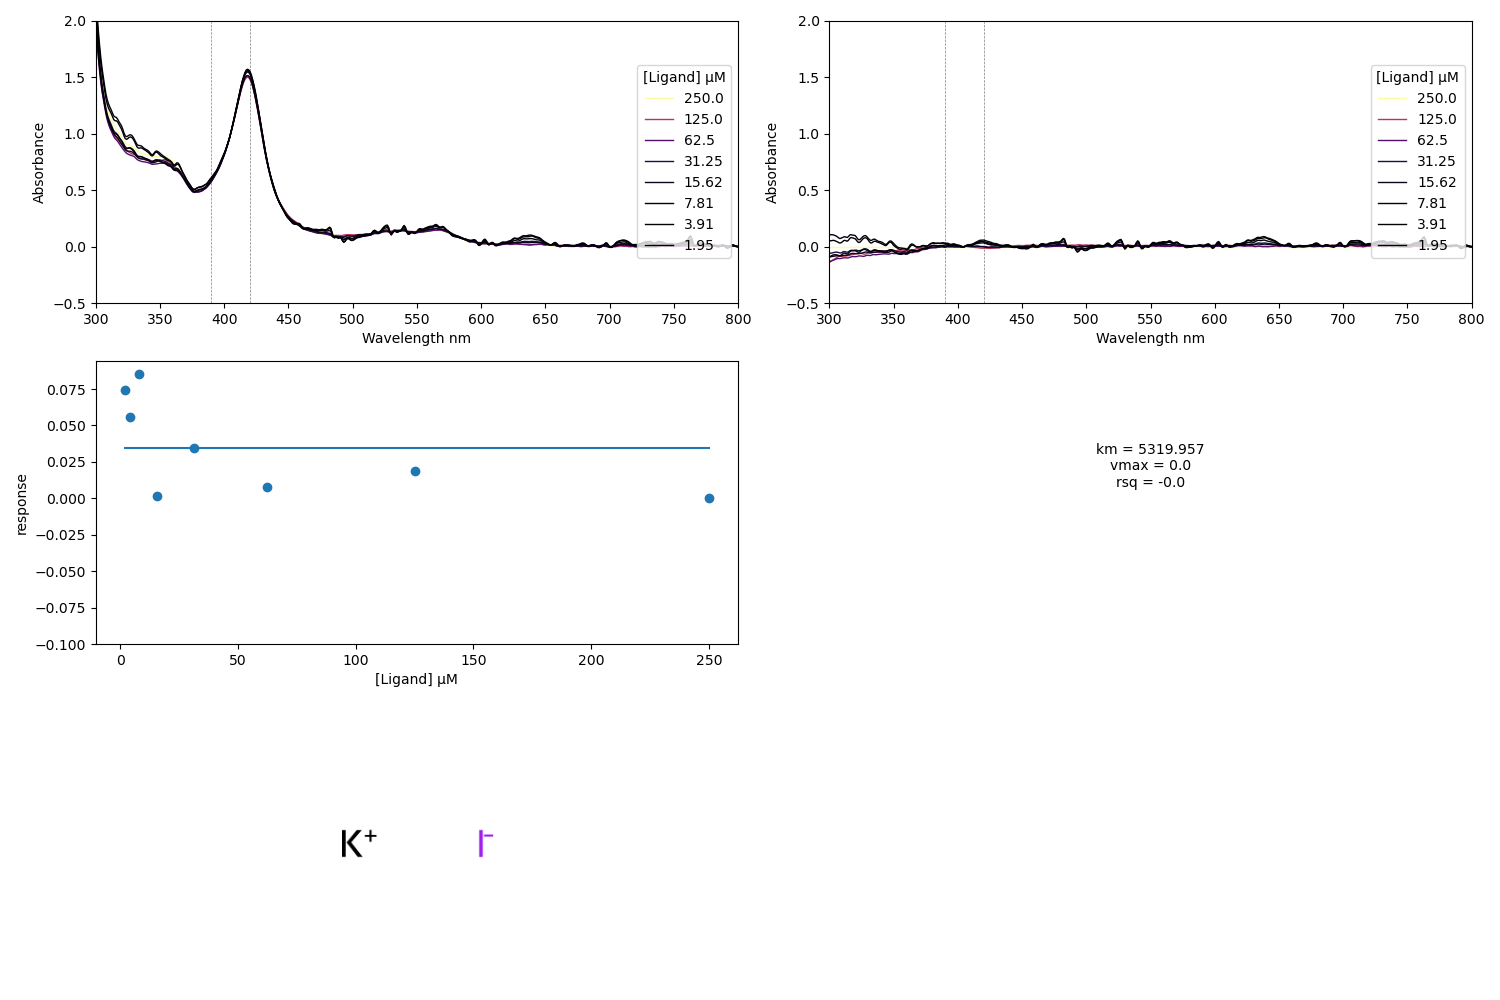 2.0
1.5
1.0
0.5
0.0
−0.5
Absorbance
300 350 400 450 500 550 600 650 700 750 800
Wavelength nm
[Ligand] μM
250.0
125.0
62.5
31.25
15.62
7.81
3.91
1.95
2.0
1.5
1.0
0.5
0.0
−0.5
Absorbance
300 350 400 450 500 550 600 650 700 750 800
Wavelength nm
[Ligand] μM
250.0
125.0
62.5
31.25
15.62
7.81
3.91
1.95
0.075
0.050
0.025
0.000
−0.025
−0.050
−0.075
−0.100
response
0 50 100 150 200 250
[Ligand] μM
km = 5319.957
vmax = 0.0
rsq = -0.0
K⁺ I⁻